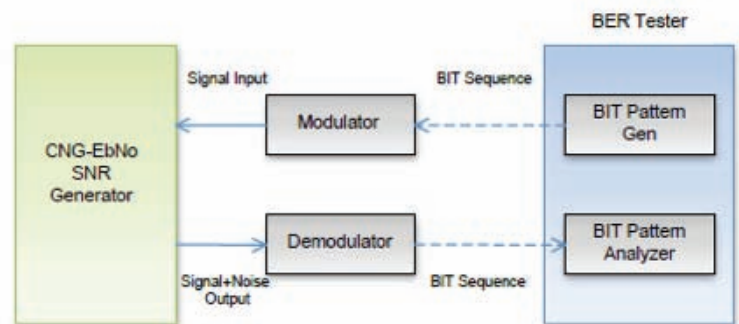 BER Tester
Signal Input
BIT Sequence
Modulator
BIT Pattern
Gen
CNG-EbNo
SNR
Generator
Demodulator
BIT Pattern
Analyzer
Signal+Noise
Output
BIT Sequence